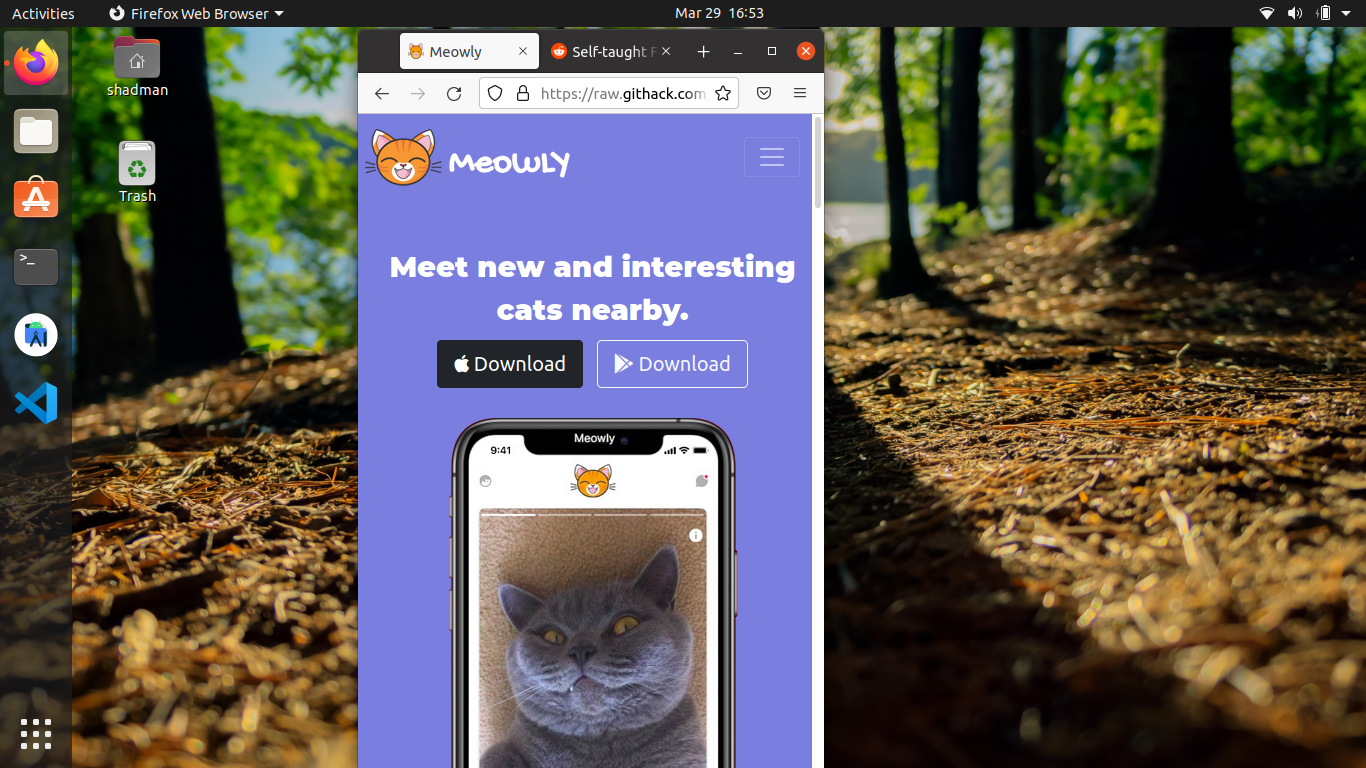 Activities
Firefox Web Browser
Mar 29 16:53
shadman
Trash
Meowly
Self-taught F
https://raw.githack.com
MEOWLY
Meet new and interesting
cats nearby.
Download
Download
Meowly
9:41